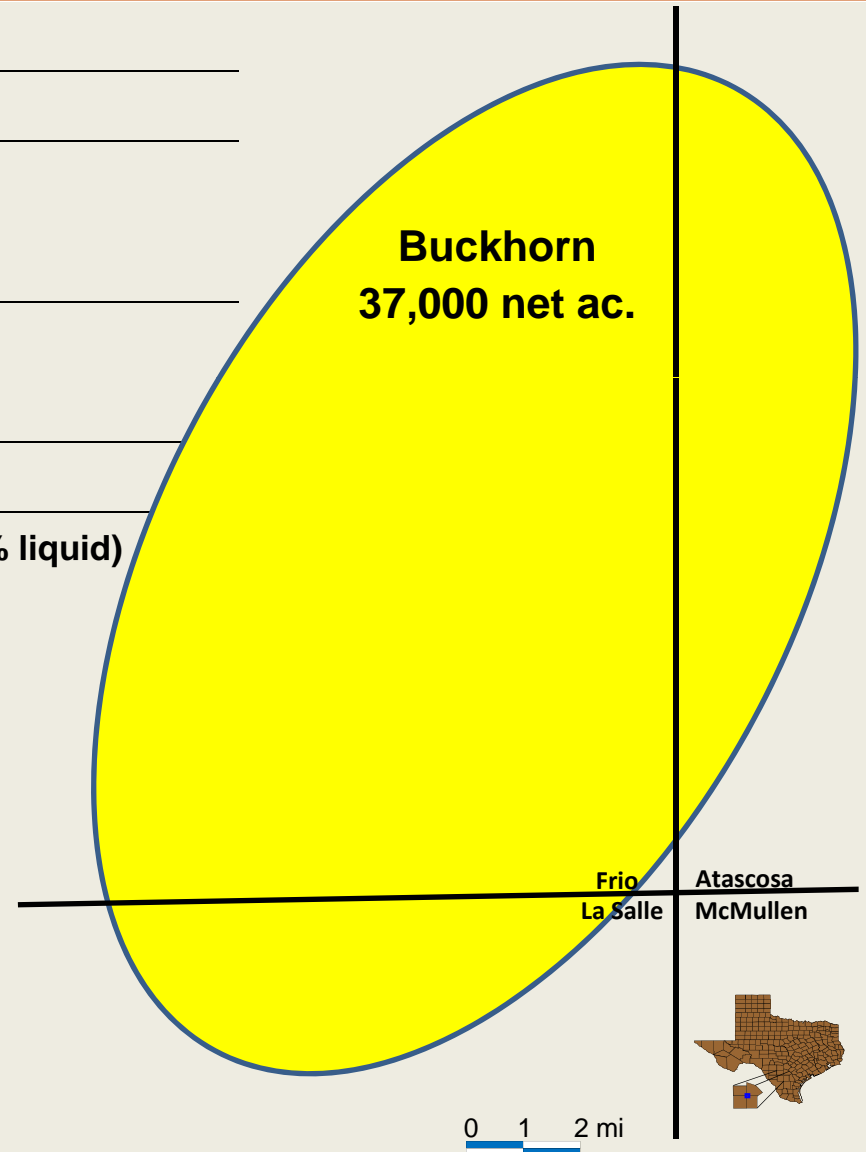 Buckhorn
37,000 net ac.
% liquid)
Frio
Atascosa
La Salle
McMullen
0 1 2 mi